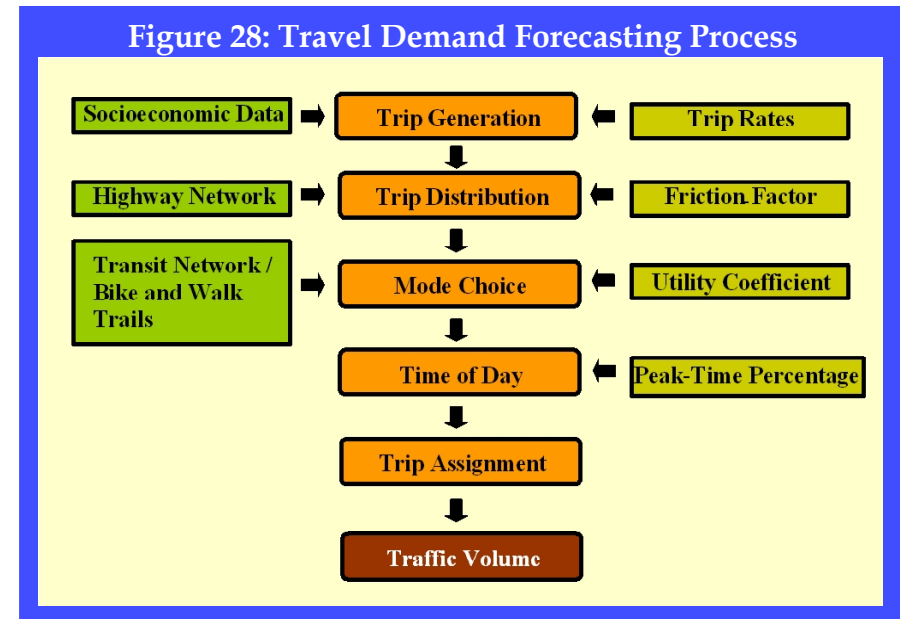 Figure 28: Travel Demand Forecasting Process
Socioeconomic Data
Trip Generation
Trip Rates
Highway Network
Trip Distribution
Friction Factor
Transit Network /
Bike and Walk
Trails
Mode Choice
Utility Coefficient
Time of Day
Peak-Time Percentage
Trip Assignment
Traffic Volume